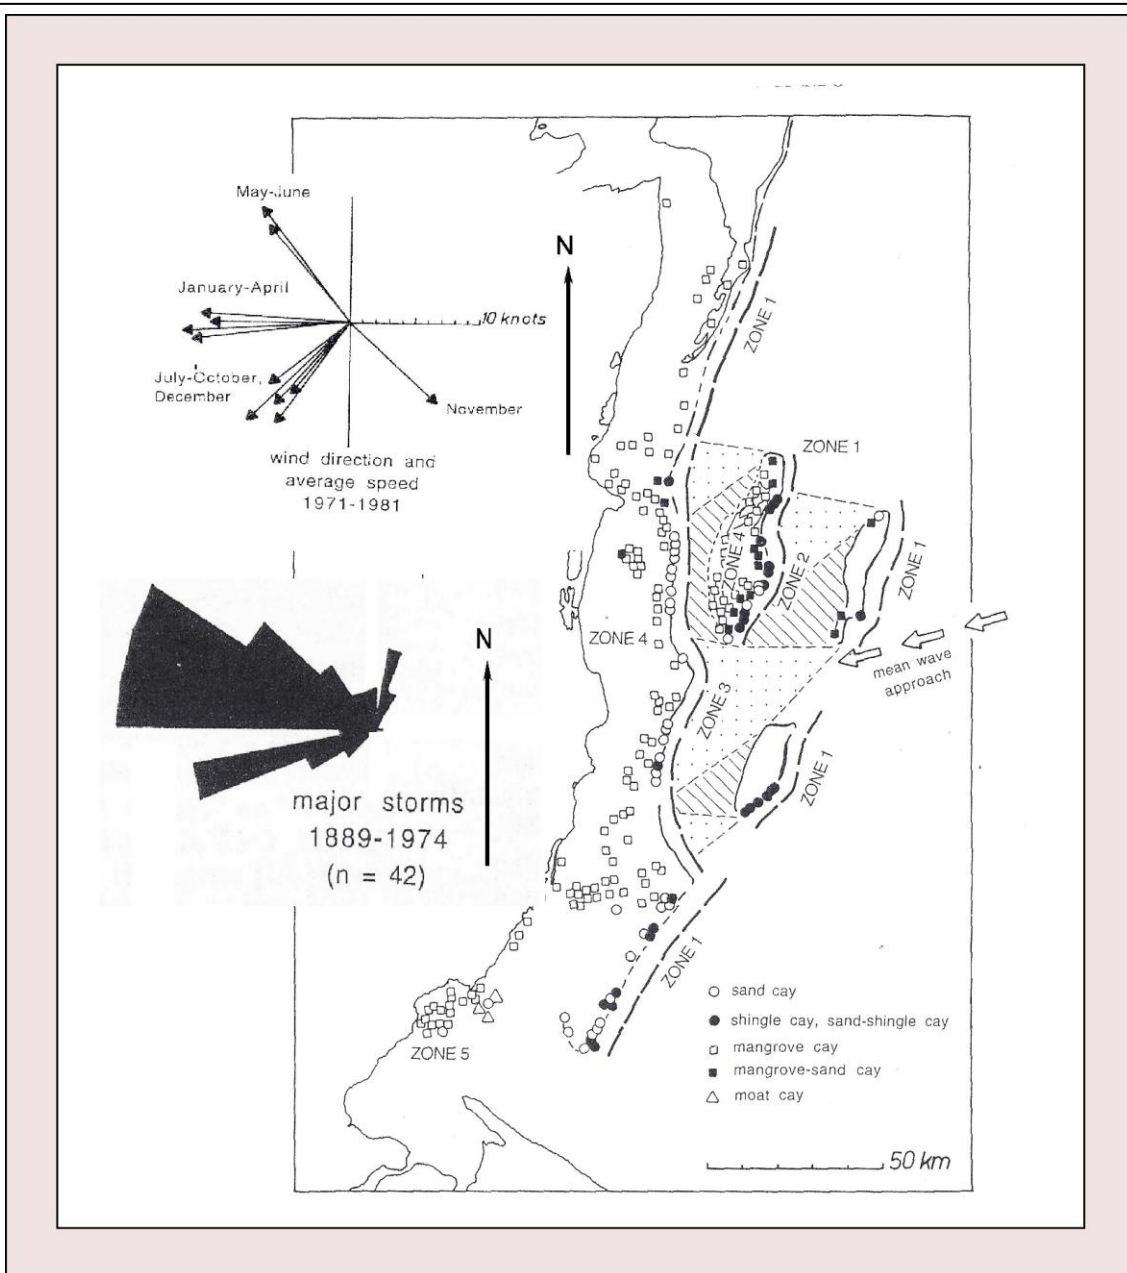 May-June
N
January-April
10 knots
ZONE 1
July-October,
December
November
wind direction and
average speed
1971-1981
ZONE 1
ZONE 4
ZONE 2
ZONE 1
N
ZONE 4
mean wave
approach
ZONE 3
ZONE 1
major storms
1889-1974
(n = 42)
ZONE 1
sand cay
shingle cay, sand-shingle cay
mangrove cay
ZONE 5
mangrove-sand cay
moat cay
50 km